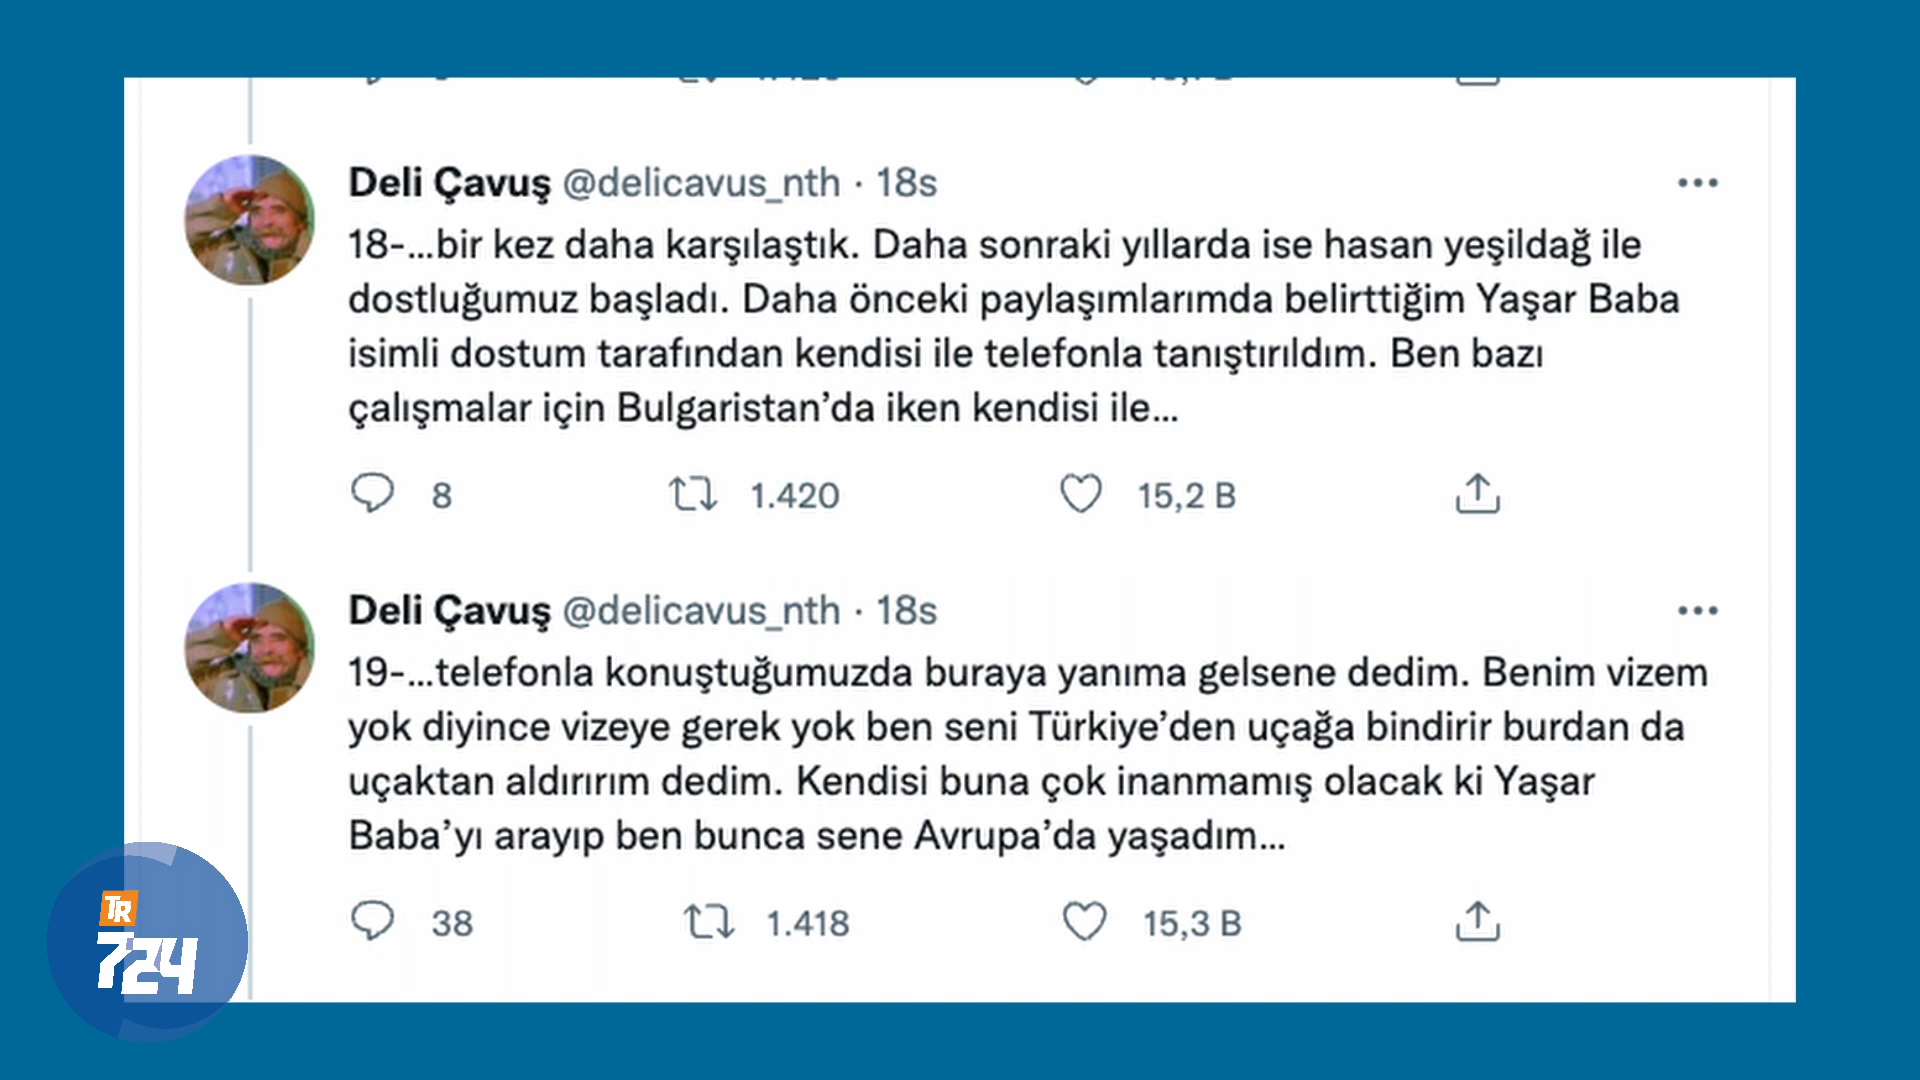 Deli Çavuş @delicavus_nth · 18s
18-...bir kez daha karşılaştık. Daha sonraki yıllarda ise hasan yeşildağ ile
dostluğumuz başladı. Daha önceki paylaşımlarımda belirttiğim Yaşar Baba
isimli dostum tarafından kendisi ile telefonla tanıştırıldım. Ben bazı
çalışmalar için Bulgaristan’da iken kendisi ile...
8 1.420 15,2 B
Deli Çavuş @delicavus_nth · 18s
19-...telefonla konuştuğumuzda buraya yanıma gelsene dedim. Benim vizem
yok diyince vizeye gerek yok ben seni Türkiye’den uçağa bindirir burdan da
uçaktan aldırırım dedim. Kendisi buna çok inanmamış olacak ki Yaşar
Baba’yı arayıp ben bunca sene Avrupa’da yaşadım...
38 1.418 15,3 B
TR
724